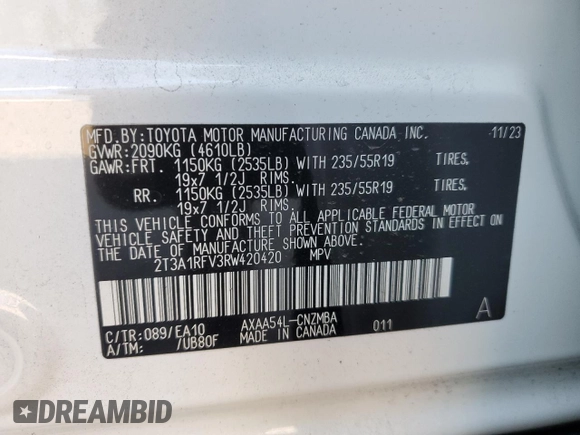 MFD.BY:TOYOTA MOTOR MANUFACTURING CANADA INC. 11/23
GVWR:2090KG (4610LB)
GAWR:FRT. 1150KG (2535LB) WITH 235/55R19 TIRES.
19x7 1/2J RIMS.
RR. 1150KG (2535LB) WITH 235/55R19 TIRES.
19x7 1/2J RIMS.
THIS VEHICLE CONFORMS TO ALL APPLICABLE FEDERAL MOTOR
VEHICLE SAFETY AND THEFT PREVENTION STANDARDS IN EFFECT ON
THE DATE OF MANUFACTURE SHOWN ABOVE.
2T3A1RFV3RW420420 MPV
C/TR:089/EA10 AXAA54L-CNZMBA 011 A
A/TM: /UB80F MADE IN CANADA
DREAMBID